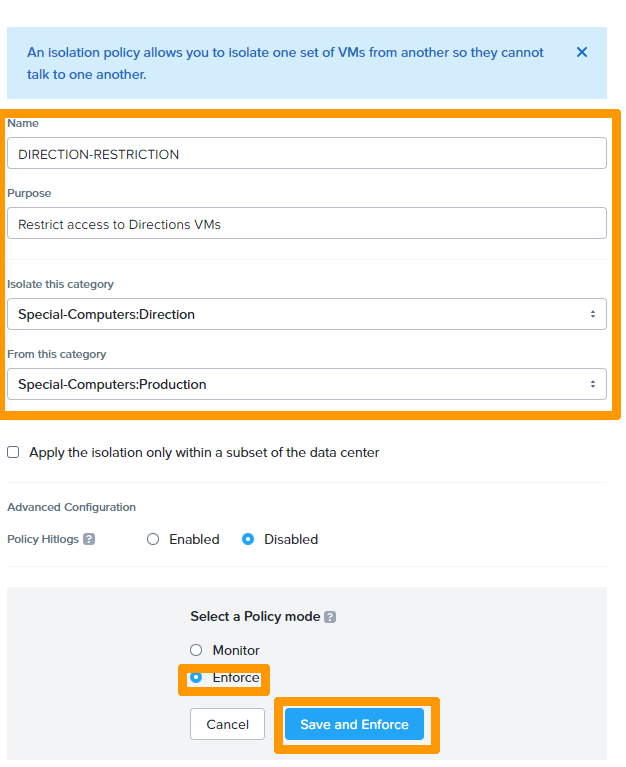 An isolation policy allows you to isolate one set of VMs from another so they cannot
talk to one another.
Name
DIRECTION-RESTRICTION
Purpose
Restrict access to Directions VMs
Isolate this category
Special-Computers:Direction
From this category
Special-Computers:Production
Apply the isolation only within a subset of the data center
Advanced Configuration
Policy Hitlogs ? Enabled Disabled
Select a Policy mode ?
Monitor
Enforce
Cancel Save and Enforce